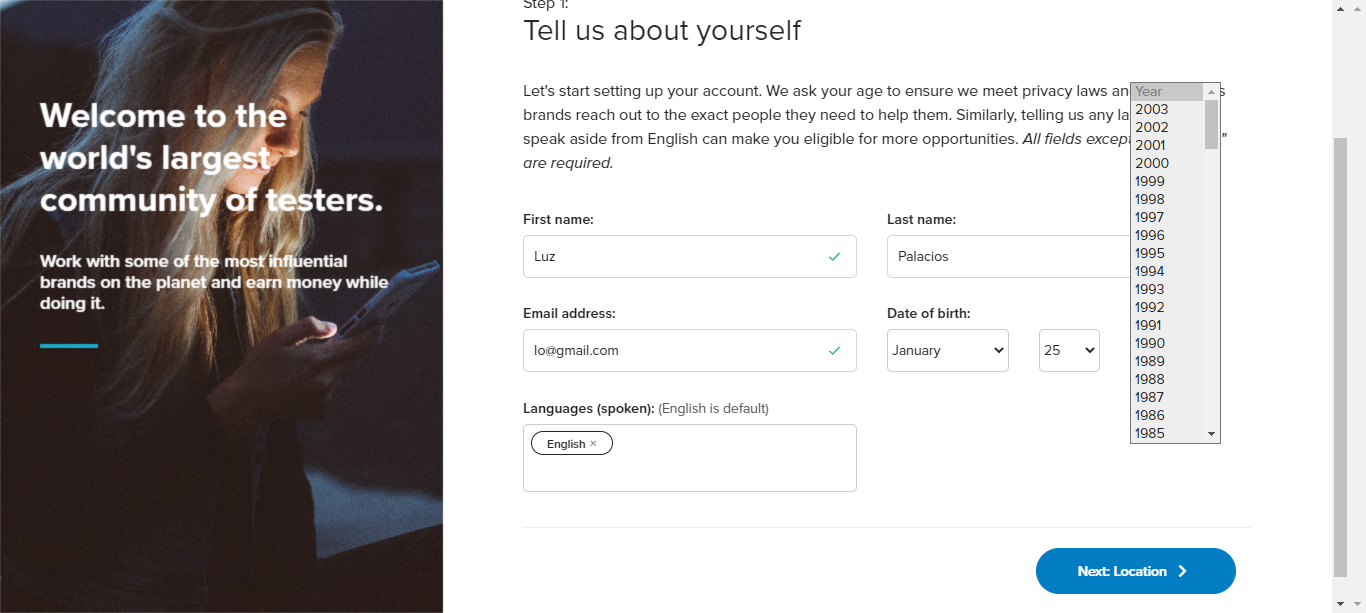 Welcome to the
world's largest
community of testers.
Work with some of the most influential
brands on the planet and earn money while
doing it.
Step 1:
Tell us about yourself
Let's start setting up your account. We ask your age to ensure we meet privacy laws an s
brands reach out to the exact people they need to help them. Similarly, telling us any la
speak aside from English can make you eligible for more opportunities. All fields excep "
are required.
First name:
Luz
Last name:
Palacios
Email address:
lo@gmail.com
Date of birth:
January
25
Year
2003
2002
2001
2000
1999
1998
1997
1996
1995
1994
1993
1992
1991
1990
1989
1988
1987
1986
1985
Languages (spoken): (English is default)
English ×
Next: Location